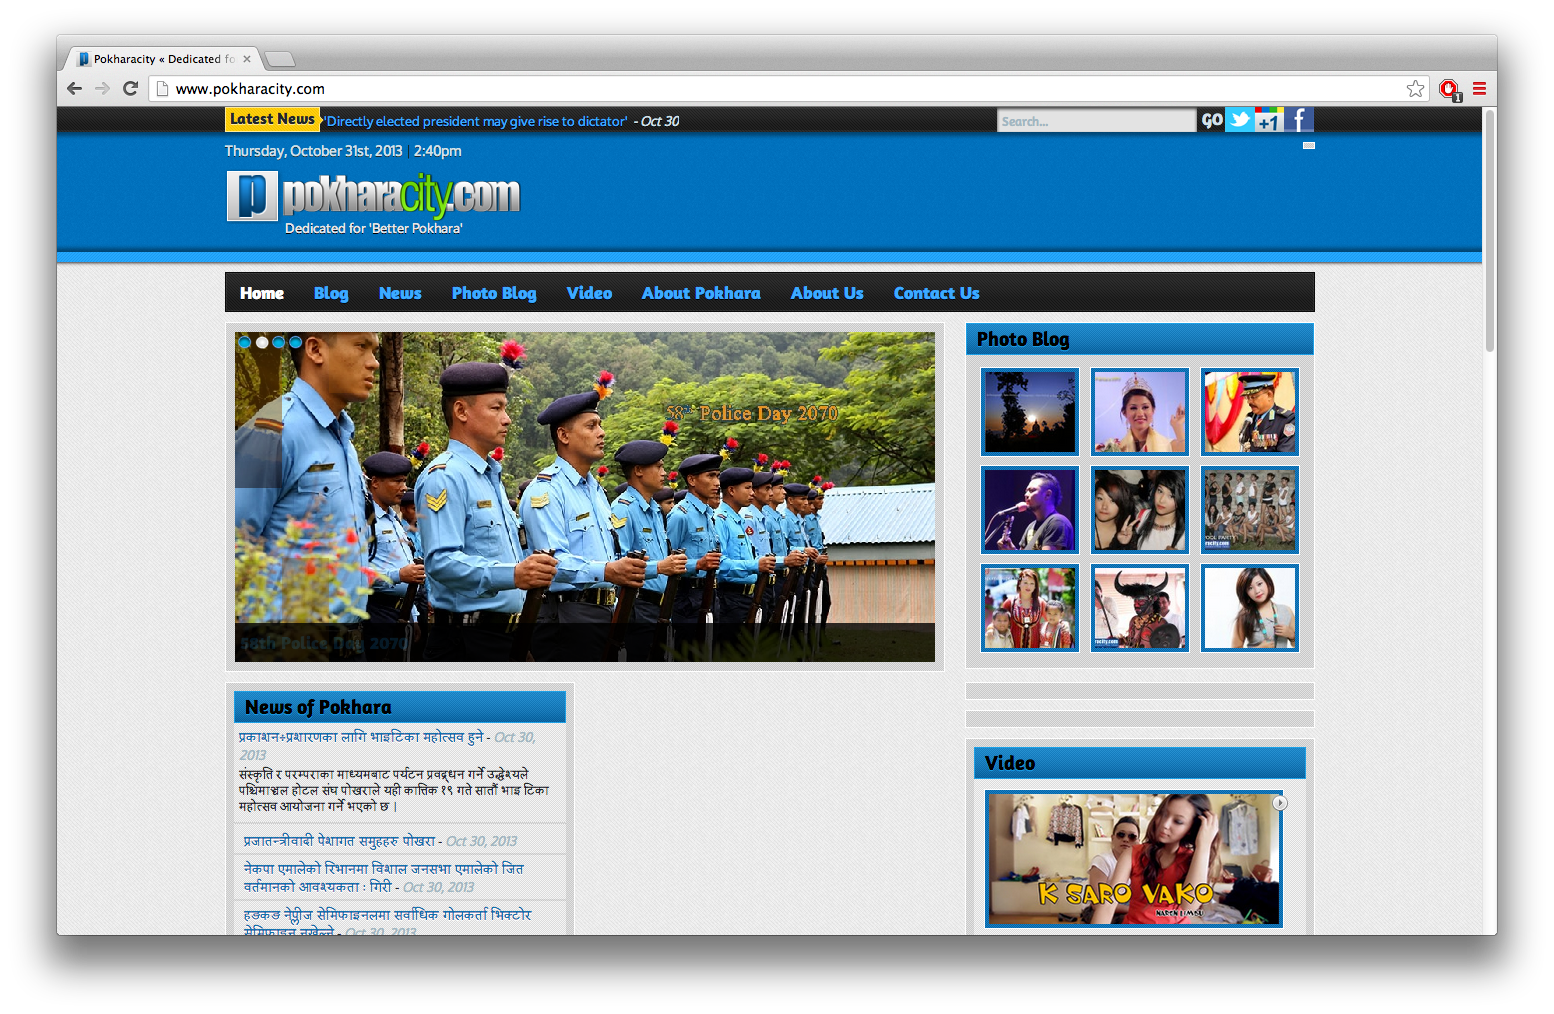 Pokharacity « Dedicated fo
www.pokharacity.com
1
Latest News
'Directly elected president may give rise to dictator' - Oct 30
Search...
GO
+1
f
Thursday, October 31st, 2013 | 2:40pm
p pokharacity.com
Dedicated for 'Better Pokhara'
Home Blog News Photo Blog Video About Pokhara About Us Contact Us
58th Police Day 2070
58th Police Day 2070
Photo Blog
News of Pokhara
प्रकाशन÷प्रशारणका लागि भाइटिका महोत्सव हुने - Oct 30,
2013
संस्कृति र परम्पराका माध्यमबाट पर्यटन प्रवद्र्धन गर्ने उद्धेश्यले
पश्चिमाञ्चल होटल संघ पोखराले यही कात्तिक १९ गते सातौं भाइ टिका
महोत्सव आयोजना गर्ने भएको छ ।
प्रजातन्त्रीवादी पेशागत समुहहरु पोखरा - Oct 30, 2013
नेकपा एमालेको रिभानमा विशाल जनसभा एमालेको जित
वर्तमानको आवश्यकता : गिरी - Oct 30, 2013
हङकङ नेप्लीज सेमिफाइनलमा सर्वाधिक गोलकर्ता भिक्टोर
सेमिफाइन नखेल्ने - Oct 30, 2013
Video
K SARO VAKO
NAREN LIMBU